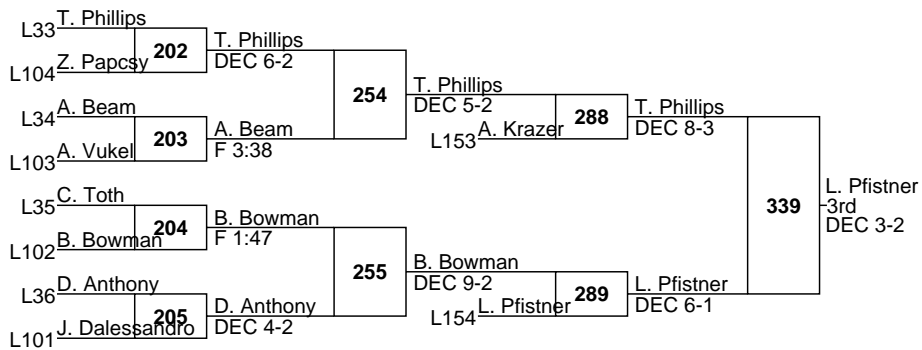 L33 T. Phillips
202
T. Phillips
DEC 6-2
L104 Z. Papcsy
254
T. Phillips
DEC 5-2
L34 A. Beam
203
A. Beam
F 3:38
L103 A. Vukel
L153 A. Krazer
288
T. Phillips
DEC 8-3
L35 C. Toth
204
B. Bowman
F 1:47
L102 B. Bowman
255
B. Bowman
DEC 9-2
L36 D. Anthony
205
D. Anthony
DEC 4-2
L101 J. Dalessandro
L154 L. Pfistner
289
L. Pfistner
DEC 6-1
339
L. Pfistner
3rd
DEC 3-2